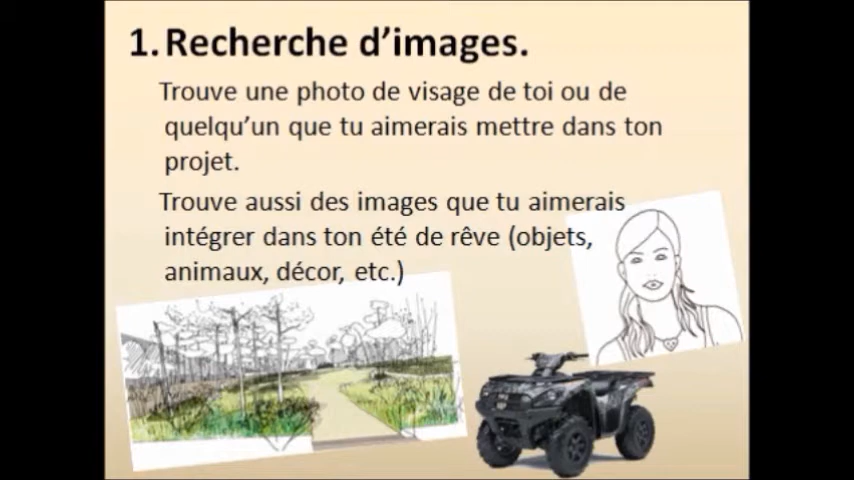 1. Recherche d’images.
Trouve une photo de visage de toi ou de
quelqu’un que tu aimerais mettre dans ton
projet.
Trouve aussi des images que tu aimerais
intégrer dans ton été de rêve (objets,
animaux, décor, etc.)